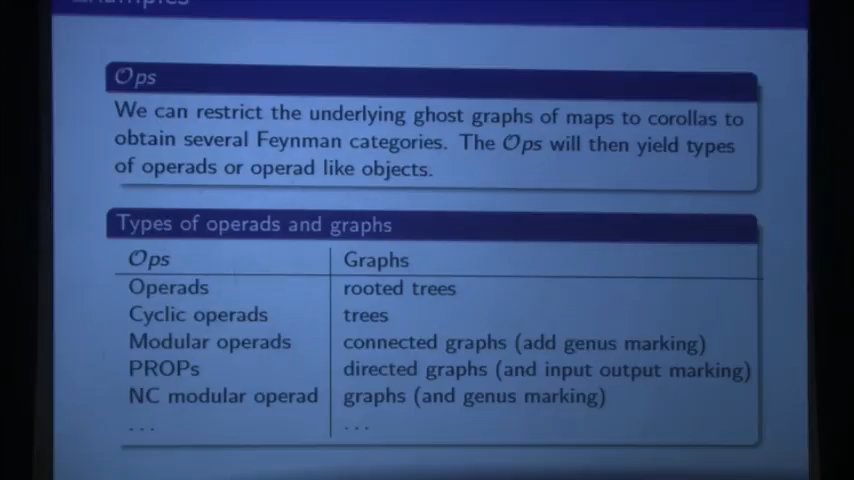 Examples
Ops
We can restrict the underlying ghost graphs of maps to corollas to
obtain several Feynman categories. The Ops will then yield types
of operads or operad like objects.
Types of operads and graphs
Ops Graphs
Operads rooted trees
Cyclic operads trees
Modular operads connected graphs (add genus marking)
PROPs directed graphs (and input output marking)
NC modular operad graphs (and genus marking)
... ...